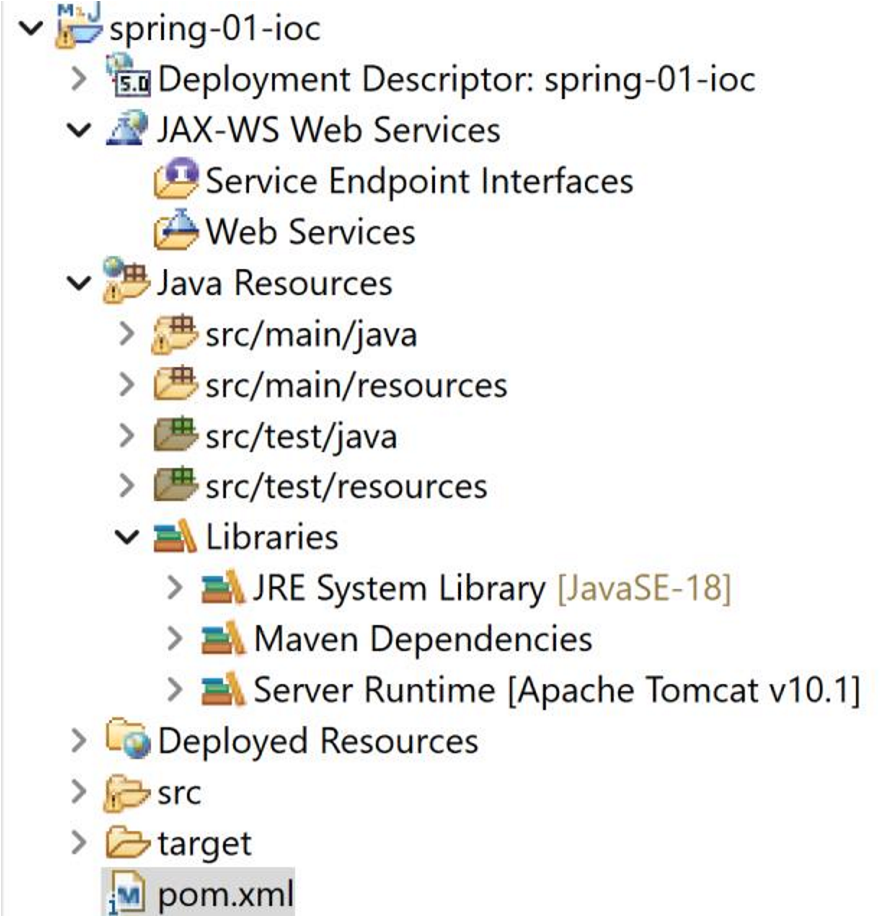 spring-01-ioc
Deployment Descriptor: spring-01-ioc
JAX-WS Web Services
Service Endpoint Interfaces
Web Services
Java Resources
src/main/java
src/main/resources
src/test/java
src/test/resources
Libraries
JRE System Library [JavaSE-18]
Maven Dependencies
Server Runtime [Apache Tomcat v10.1]
Deployed Resources
src
target
pom.xml